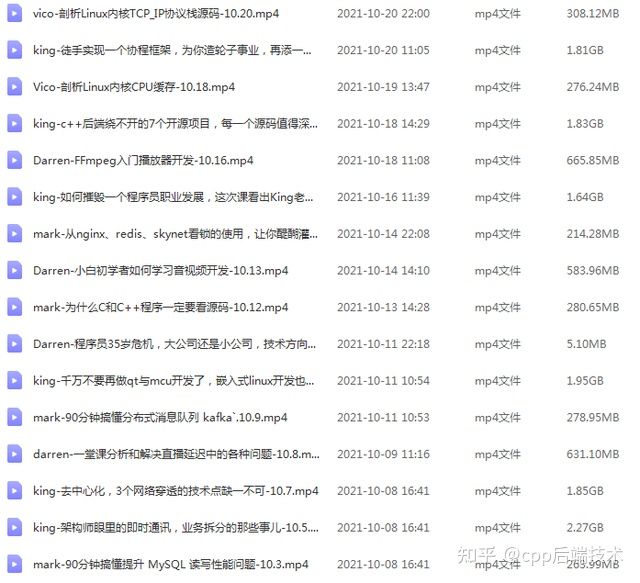 vico-剖析Linux内核TCP_IP协议栈源码-10.20.mp4 2021-10-20 22:00 mp4文件 308.12MB
king-徒手实现一个协程框架，为你造轮子事业，再添一... 2021-10-20 11:05 mp4文件 1.81GB
Vico-剖析Linux内核CPU缓存-10.18.mp4 2021-10-19 13:47 mp4文件 276.24MB
king-c++后端绕不开的7个开源项目，每一个源码值得深... 2021-10-18 14:29 mp4文件 1.83GB
Darren-FFmpeg入门播放器开发-10.16.mp4 2021-10-18 11:08 mp4文件 665.85MB
king-如何摧毁一个程序员职业发展，这次课看出King老... 2021-10-16 11:39 mp4文件 1.64GB
mark-从nginx、redis、skynet看锁的使用，让你醍醐灌... 2021-10-14 22:08 mp4文件 214.28MB
Darren-小白初学者如何学习音视频开发-10.13.mp4 2021-10-14 14:10 mp4文件 583.96MB
mark-为什么C和C++程序一定要看源码-10.12.mp4 2021-10-13 14:28 mp4文件 280.65MB
Darren-程序员35岁危机，大公司还是小公司，技术方向... 2021-10-11 22:18 mp4文件 5.10MB
king-千万不要再做qt与mcu开发了，嵌入式linux开发也... 2021-10-11 10:54 mp4文件 1.95GB
mark-90分钟搞懂分布式消息队列 kafka`.10.9.mp4 2021-10-11 10:53 mp4文件 278.95MB
darren-一堂课分析和解决直播延迟中的各种问题-10.8.m... 2021-10-09 11:16 mp4文件 631.10MB
king-去中心化，3个网络穿透的技术点缺一不可-10.7.mp4 2021-10-08 16:41 mp4文件 1.85GB
king-架构师眼里的即时通讯，业务拆分的那些事儿-10.5.... 2021-10-08 16:41 mp4文件 2.27GB
mark-90分钟搞懂提升 MySQL 读写性能问题-10.3.mp4 2021-10-08 16:41 mp4文件 263.99MB
知乎 @cpp后端技术